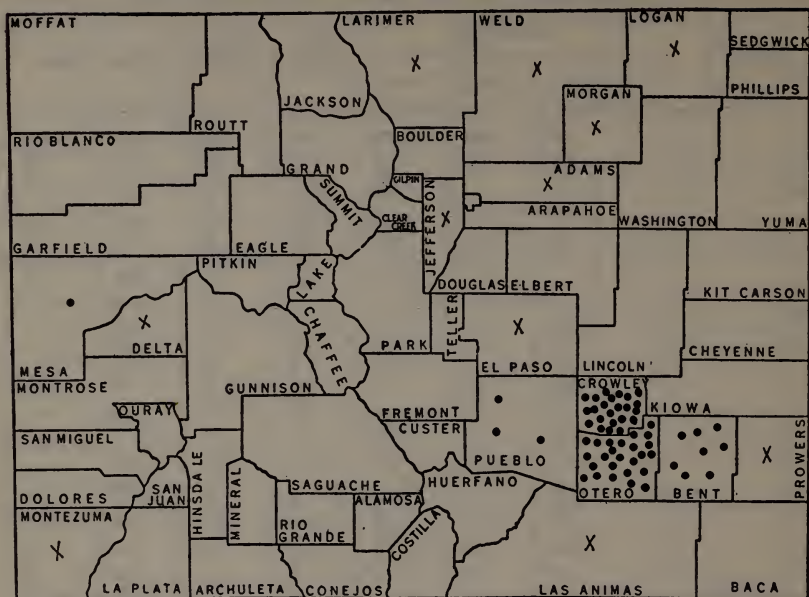 MOFFAT
LARIMER
WELD
LOGAN
X
SEDGWICK
X
X
JACKSON
MORGAN
PHILLIPS
ROUTT
X
RIO BLANCO
BOULDER
GRAND
ADAMS
GILPIN
X
SUMMIT
CLEAR
CREEK
JEFFERSON
X
ARAPAHOE
WASHINGTON
YUMA
GARFIELD
EAGLE
PITKIN
LAKE
DOUGLAS
ELBERT
KIT CARSON
X
CHAFFEE
TELLER
X
DELTA
PARK
MESA
EL PASO
LINCOLN
CHEYENNE
MONTROSE
GUNNISON
CROWLEY
OURAY
FREMONT
KIOWA
SAN MIGUEL
CUSTER
PUEBLO
X
PROWERS
HINSDALE
MINERAL
SAGUACHE
HUERFANO
DOLORES
SAN
JUAN
ALAMOSA
OTERO
BENT
MONTEZUMA
RIO
GRANDE
COSTILLA
X
X
LA PLATA
ARCHULETA
CONEJOS
LAS ANIMAS
BACA